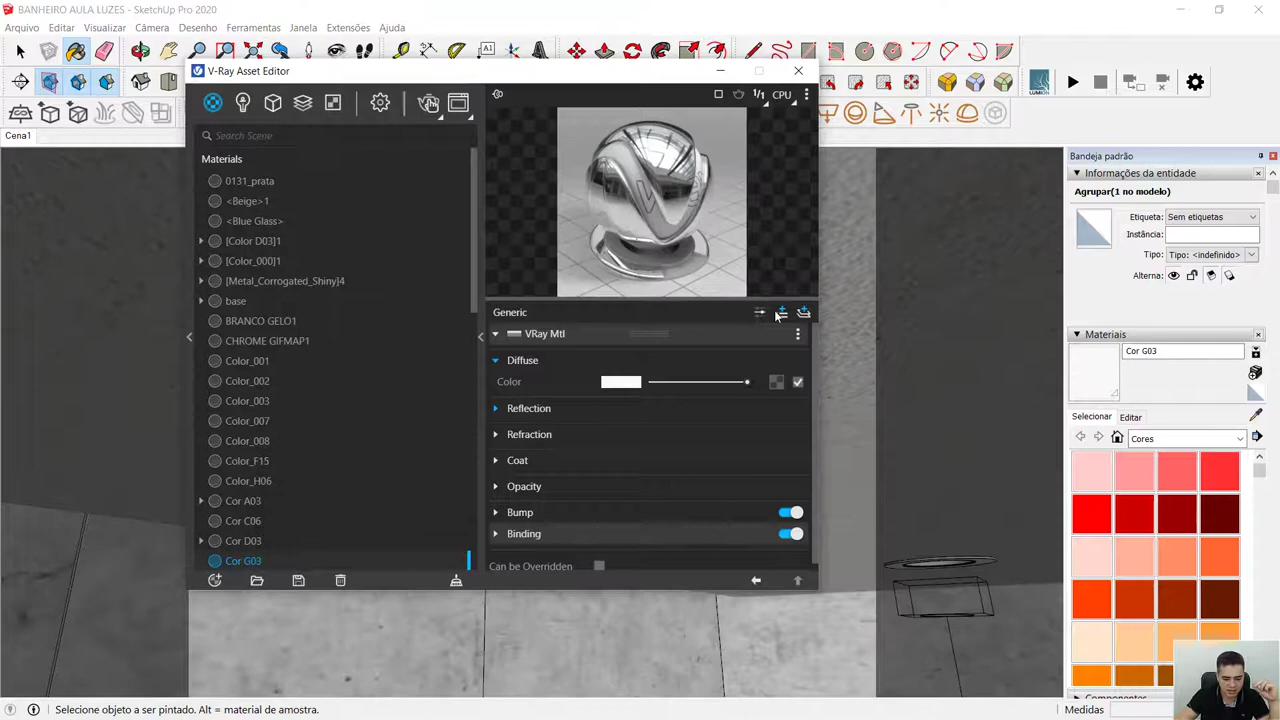 BANHEIRO AULA LUZES - SketchUp Pro 2020
Arquivo Editar Visualizar Câmera Desenho Ferramentas Janela Extensões Ajuda
V-Ray Asset Editor
Cena1
1/1 CPU
Search Scene
Materials
0131_prata
<Beige>1
<Blue Glass>
[Color D03]1
[Color_000]1
[Metal_Corrogated_Shiny]4
base
BRANCO GELO1
CHROME GIFMAP1
Color_001
Color_002
Color_003
Color_007
Color_008
Color_F15
Color_H06
Cor A03
Cor C06
Cor D03
Cor G03
Generic
VRay Mtl
Diffuse
Color
Reflection
Refraction
Coat
Opacity
Bump
Binding
Can be Overridden
Bandeja padrão
Informações da entidade
Agrupar(1 no modelo)
Etiqueta: Sem etiquetas
Instância:
Tipo: Tipo: <indefinido>
Alterna:
Materiais
Cor G03
Selecionar Editar
Cores
LUMION
Selecione objeto a ser pintado. Alt = material de amostra.
Medidas